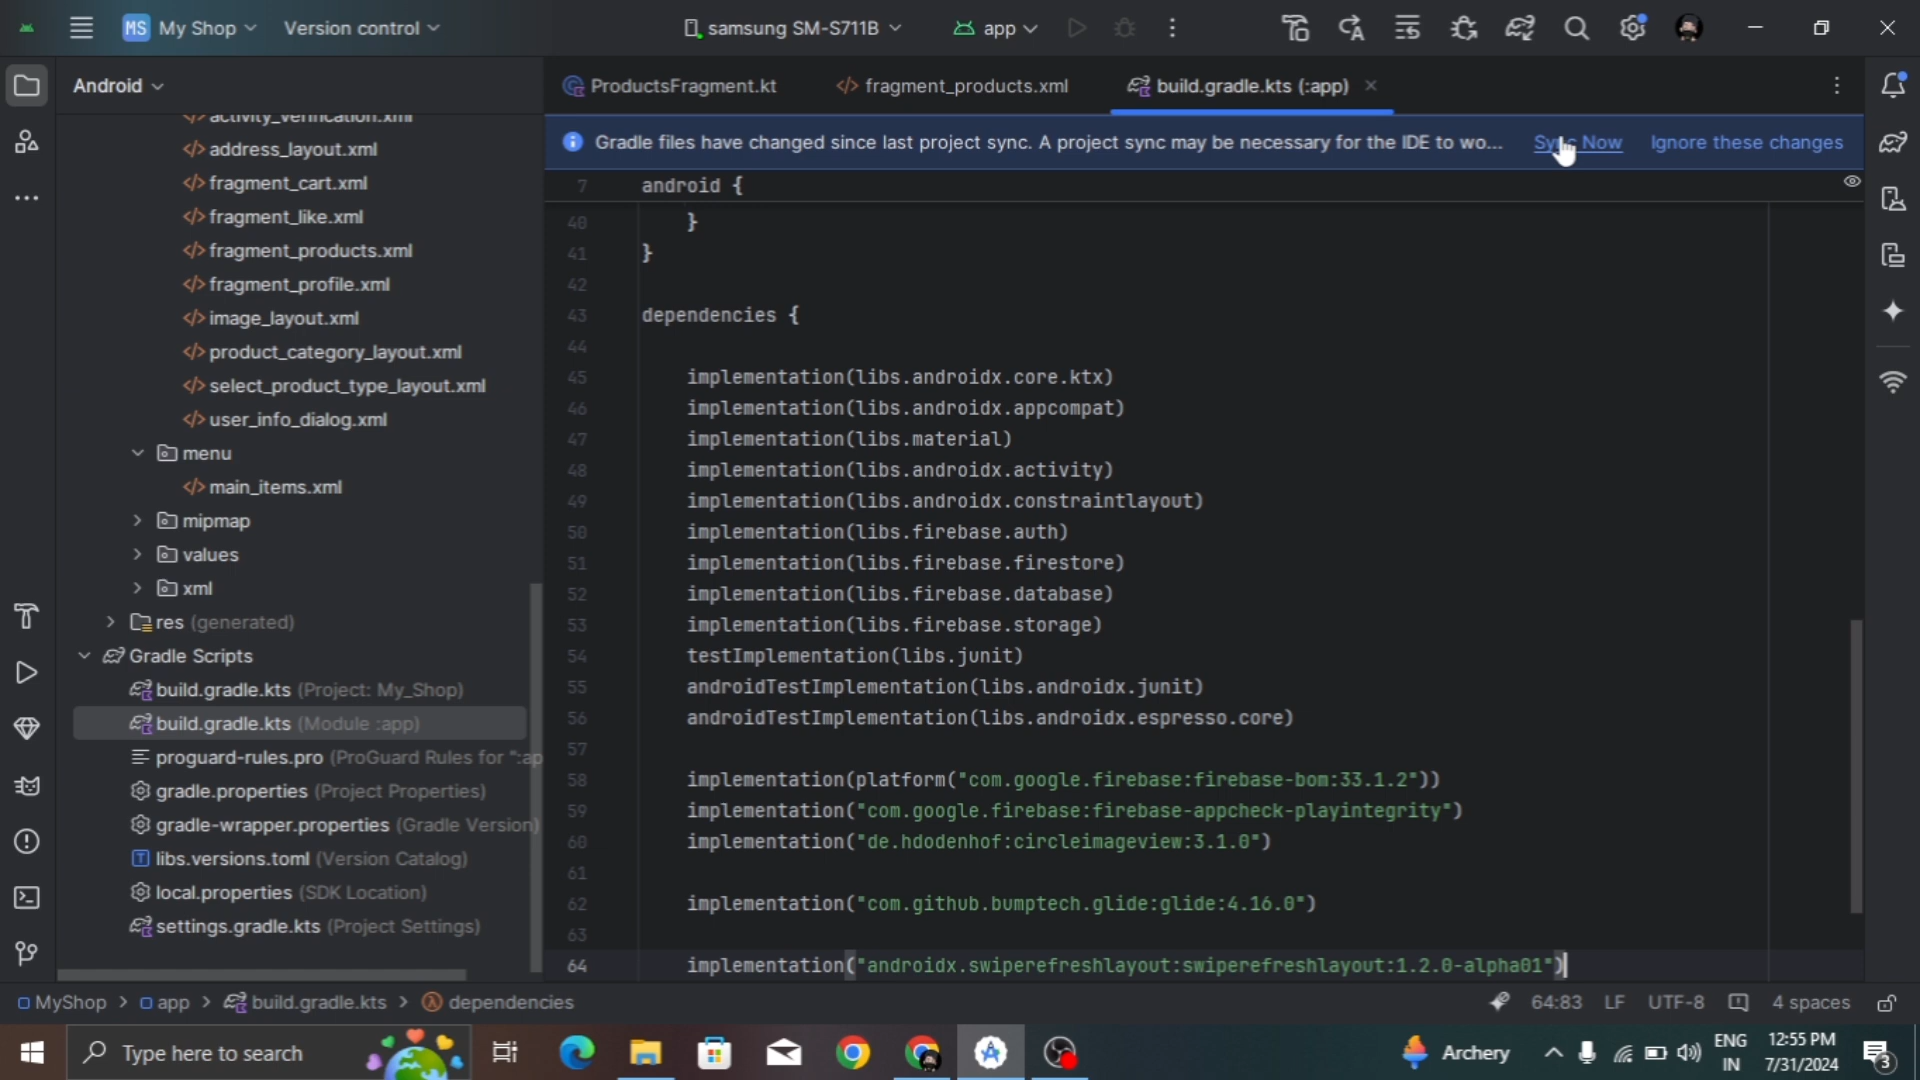 MS My Shop Version control samsung SM-S711B app
Android ProductsFragment.kt fragment_products.xml build.gradle.kts (:app)
Gradle files have changed since last project sync. A project sync may be necessary for the IDE to wo... Sync Now Ignore these changes
activity_verification.xml
address_layout.xml
fragment_cart.xml
fragment_like.xml
fragment_products.xml
fragment_profile.xml
image_layout.xml
product_category_layout.xml
select_product_type_layout.xml
user_info_dialog.xml
menu
main_items.xml
mipmap
values
xml
res (generated)
Gradle Scripts
build.gradle.kts (Project: My_Shop)
build.gradle.kts (Module :app)
proguard-rules.pro (ProGuard Rules for ":ap
gradle.properties (Project Properties)
gradle-wrapper.properties (Gradle Version)
libs.versions.toml (Version Catalog)
local.properties (SDK Location)
settings.gradle.kts (Project Settings)
7 android {
40 }
41 }
42
43 dependencies {
44
45 implementation(libs.androidx.core.ktx)
46 implementation(libs.androidx.appcompat)
47 implementation(libs.material)
48 implementation(libs.androidx.activity)
49 implementation(libs.androidx.constraintlayout)
50 implementation(libs.firebase.auth)
51 implementation(libs.firebase.firestore)
52 implementation(libs.firebase.database)
53 implementation(libs.firebase.storage)
54 testImplementation(libs.junit)
55 androidTestImplementation(libs.androidx.junit)
56 androidTestImplementation(libs.androidx.espresso.core)
57
58 implementation(platform("com.google.firebase:firebase-bom:33.1.2"))
59 implementation("com.google.firebase:firebase-appcheck-playintegrity")
60 implementation("de.hdodenhof:circleimageview:3.1.0")
61
62 implementation("com.github.bumptech.glide:glide:4.16.0")
63
64 implementation("androidx.swiperefreshlayout:swiperefreshlayout:1.2.0-alpha01")
MyShop > app > build.gradle.kts > dependencies 64:83 LF UTF-8 4 spaces
Type here to search Archery ENG IN 12:55 PM 7/31/2024 3